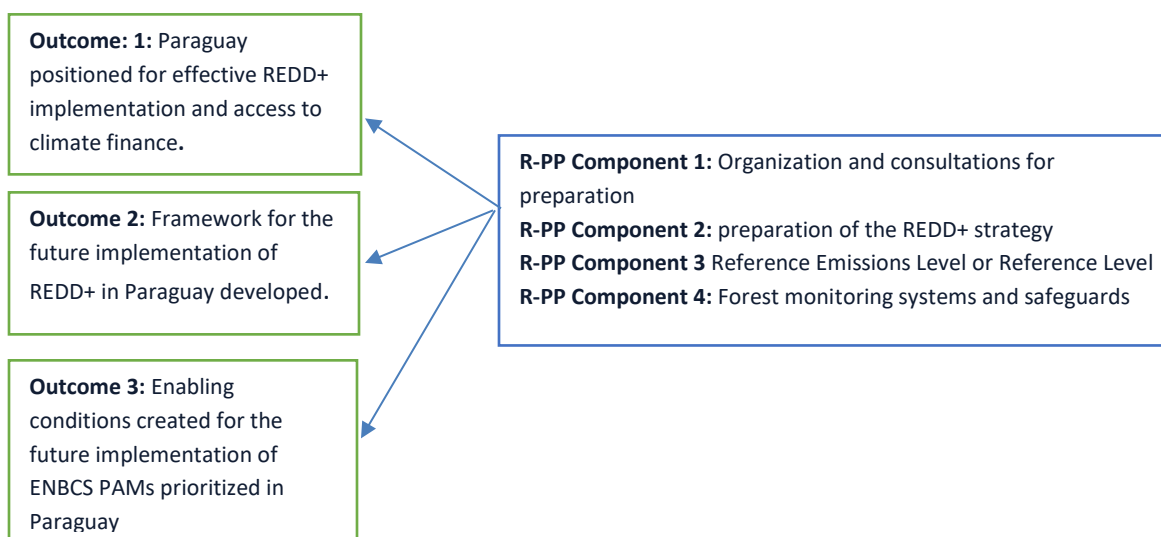 Outcome: 1: Paraguay
positioned for effective REDD+
implementation and access to
climate finance.
Outcome 2: Framework for the
future implementation of
REDD+ in Paraguay developed.
Outcome 3: Enabling
conditions created for the
future implementation of
ENBCS PAMs prioritized in
Paraguay
R-PP Component 1: Organization and consultations for
preparation
R-PP Component 2: preparation of the REDD+ strategy
R-PP Component 3 Reference Emissions Level or Reference Level
R-PP Component 4: Forest monitoring systems and safeguards